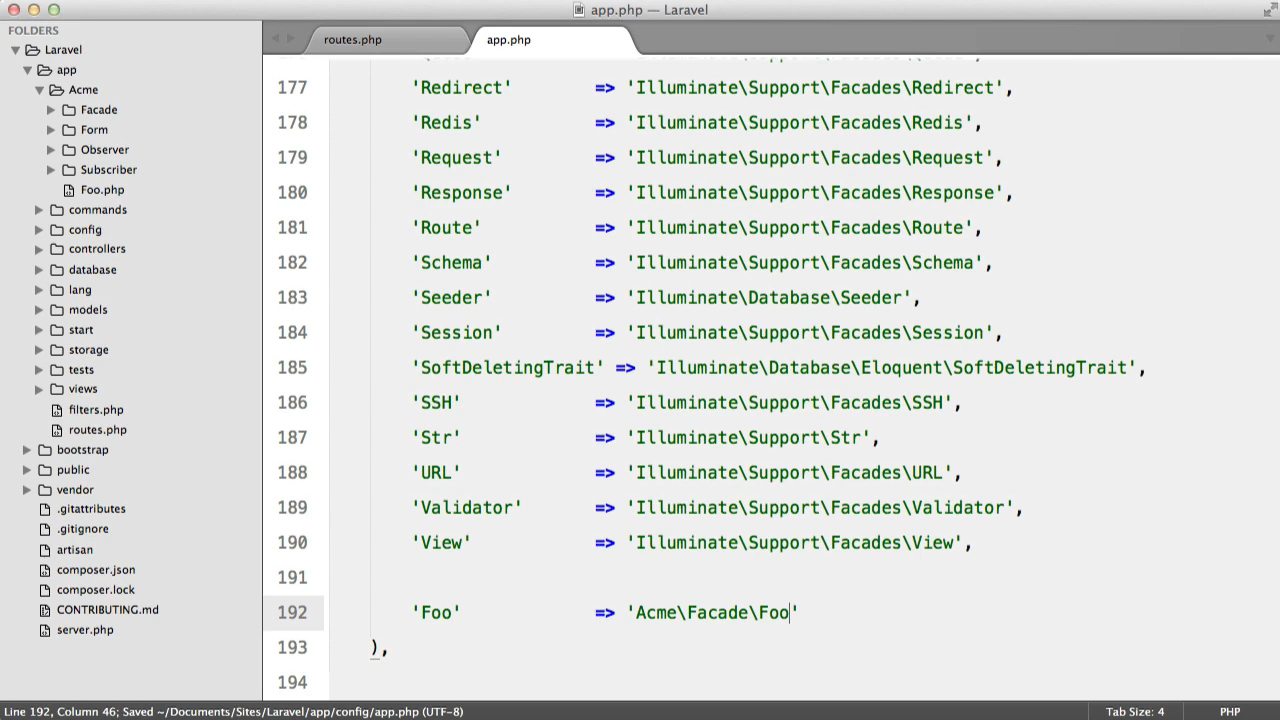 app.php — Laravel
FOLDERS
Laravel
app
Acme
Facade
Form
Observer
Subscriber
Foo.php
commands
config
controllers
database
lang
models
start
storage
tests
views
filters.php
routes.php
bootstrap
public
vendor
.gitattributes
.gitignore
artisan
composer.json
composer.lock
CONTRIBUTING.md
server.php
routes.php
app.php
177 'Redirect' => 'Illuminate\Support\Facades\Redirect',
178 'Redis' => 'Illuminate\Support\Facades\Redis',
179 'Request' => 'Illuminate\Support\Facades\Request',
180 'Response' => 'Illuminate\Support\Facades\Response',
181 'Route' => 'Illuminate\Support\Facades\Route',
182 'Schema' => 'Illuminate\Support\Facades\Schema',
183 'Seeder' => 'Illuminate\Database\Seeder',
184 'Session' => 'Illuminate\Support\Facades\Session',
185 'SoftDeletingTrait' => 'Illuminate\Database\Eloquent\SoftDeletingTrait',
186 'SSH' => 'Illuminate\Support\Facades\SSH',
187 'Str' => 'Illuminate\Support\Str',
188 'URL' => 'Illuminate\Support\Facades\URL',
189 'Validator' => 'Illuminate\Support\Facades\Validator',
190 'View' => 'Illuminate\Support\Facades\View',
191
192 'Foo' => 'Acme\Facade\Foo'
193 ),
194
Line 192, Column 46; Saved ~/Documents/Sites/Laravel/app/config/app.php (UTF-8)
Tab Size: 4
PHP